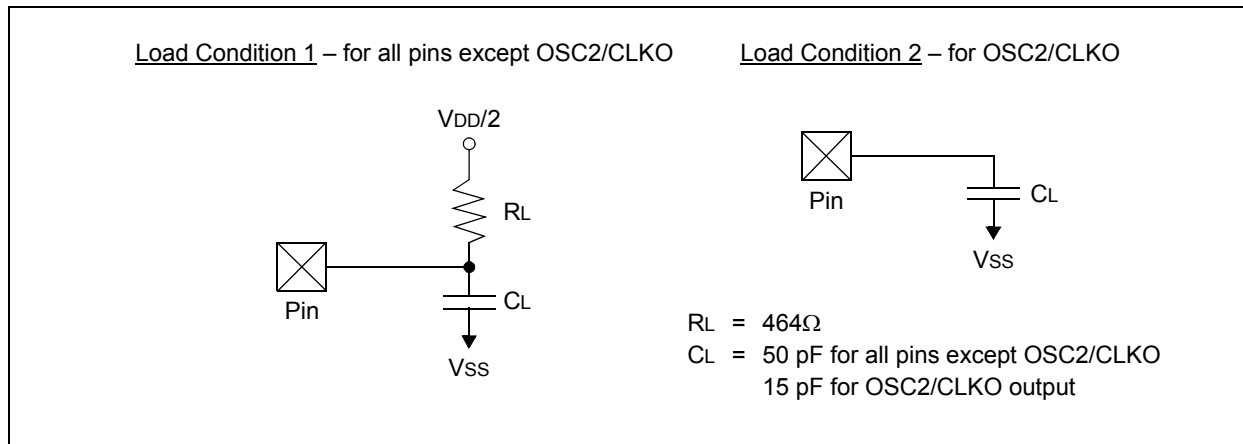 Load Condition 1 – for all pins except OSC2/CLKO
VDD/2
RL
Pin
CL
VSS
Load Condition 2 – for OSC2/CLKO
Pin
CL
VSS
RL = 464Ω
CL = 50 pF for all pins except OSC2/CLKO
15 pF for OSC2/CLKO output